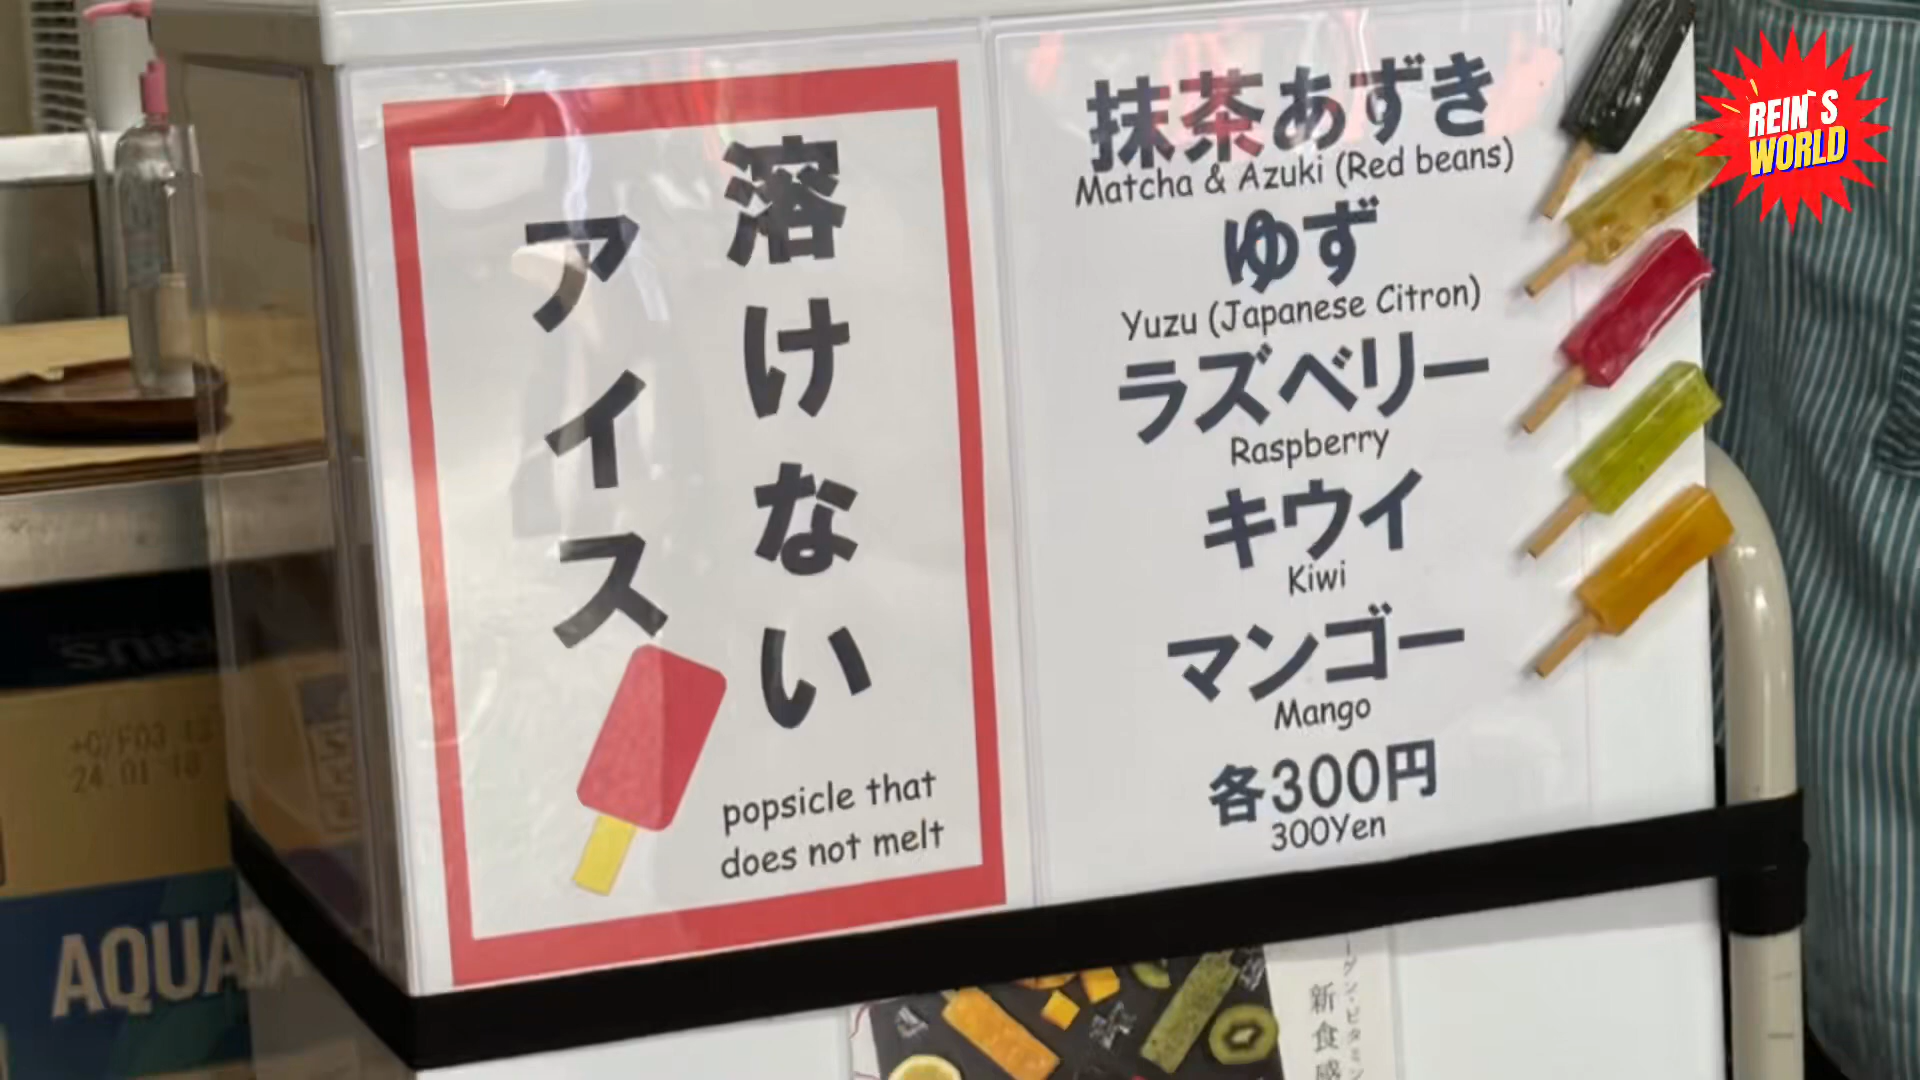 溶けない
アイス
popsicle that
does not melt
抹茶あずき
Matcha & Azuki (Red beans)
ゆず
Yuzu (Japanese Citron)
ラズベリー
Raspberry
キウイ
Kiwi
マンゴー
Mango
各300円
300Yen
REIN`S
WORLD
AQUA
新食感